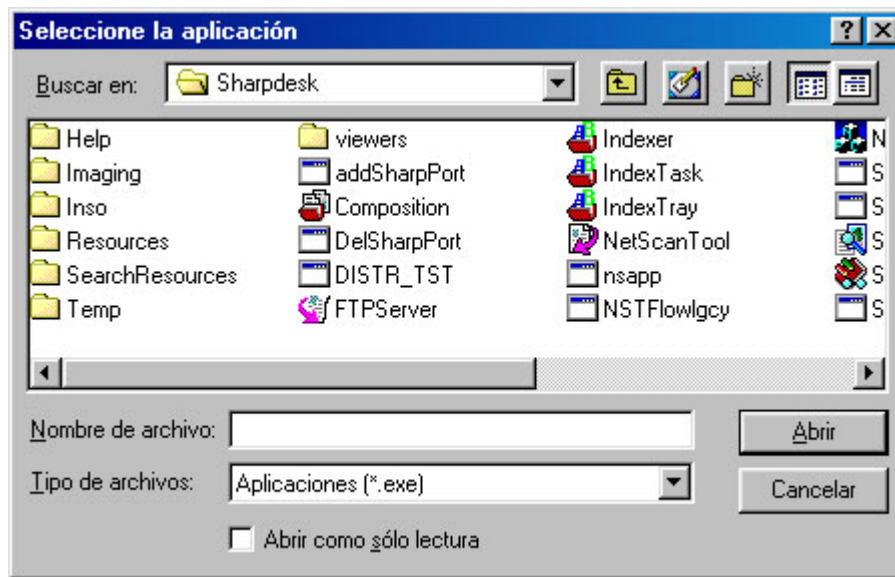 Seleccione la aplicación
Buscar en: Sharpdesk
Help viewers Indexer N
Imaging addSharpPort IndexTask S
Inso Composition IndexTray S
Resources DelSharpPort NetScanTool S
SearchResources DISTR_TST nsapp S
Temp FTPServer NSTFlowlgcy S
Nombre de archivo: Abrir
Tipo de archivos: Aplicaciones (*.exe) Cancelar
Abrir como sólo lectura